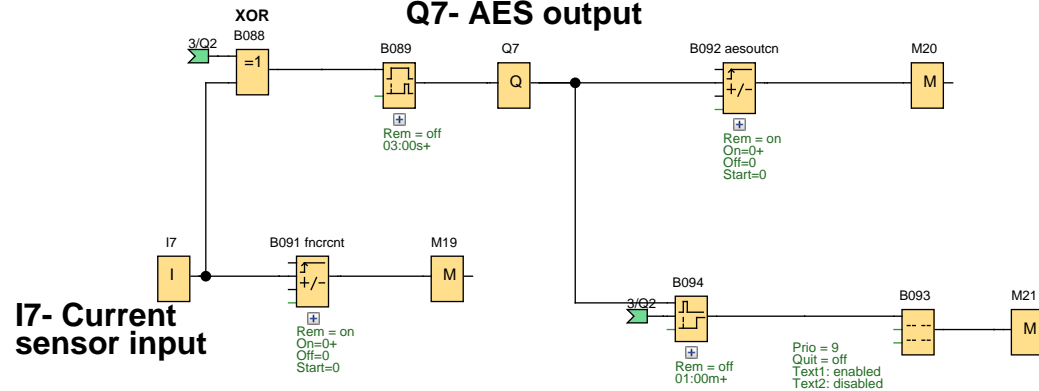 Q7- AES output
XOR
B088
3/Q2
=1
B089
Rem = off
03:00s+
Q7
Q
B092 aesoutcn
+/-
Rem = on
On=0+
Off=0
Start=0
M20
M
I7
I
B091 fncrcnt
+/-
Rem = on
On=0+
Off=0
Start=0
M19
M
I7- Current
sensor input
3/Q2
B094
Rem = off
01:00m+
B093
Prio = 9
Quit = off
Text1: enabled
Text2: disabled
M21
M